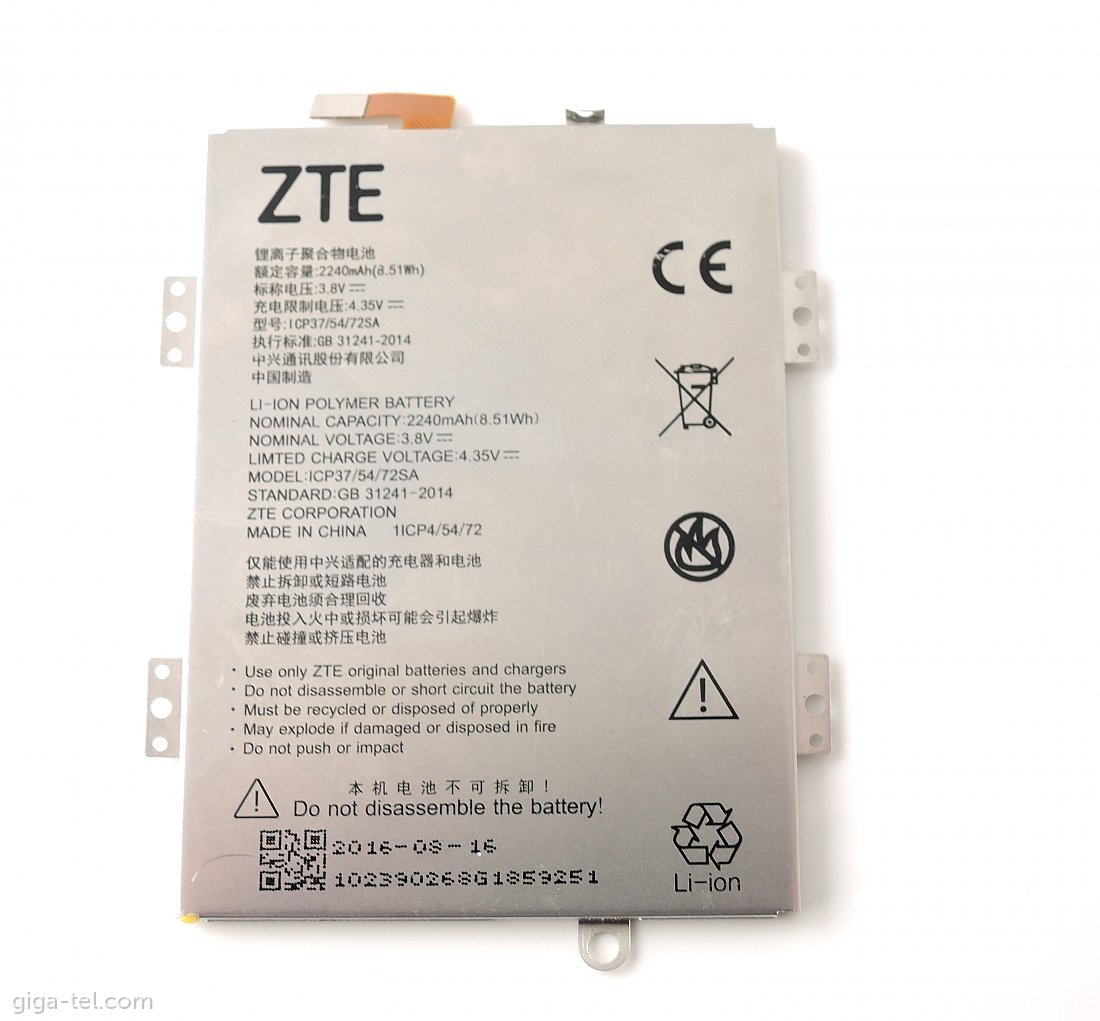 ZTE
锂离子聚合物电池
额定容量:2240mAh(8.51Wh)
标称电压:3.8V⎓
充电限制电压:4.35V⎓
型号:ICP37/54/72SA
执行标准:GB 31241-2014
中兴通讯股份有限公司
中国制造
LI-ION POLYMER BATTERY
NOMINAL CAPACITY:2240mAh(8.51Wh)
NOMINAL VOLTAGE:3.8V⎓
LIMTED CHARGE VOLTAGE:4.35V⎓
MODEL:ICP37/54/72SA
STANDARD:GB 31241-2014
ZTE CORPORATION
MADE IN CHINA 1ICP4/54/72
仅能使用中兴适配的充电器和电池
禁止拆卸或短路电池
废弃电池须合理回收
电池投入火中或损坏可能会引起爆炸
禁止碰撞或挤压电池
· Use only ZTE original batteries and chargers
· Do not disassemble or short circuit the battery
· Must be recycled or disposed of properly
· May explode if damaged or disposed in fire
· Do not push or impact
本机电池不可拆卸!
Do not disassemble the battery!
2016-08-16
102390268G1859251
CE
Li-ion
giga-tel.com